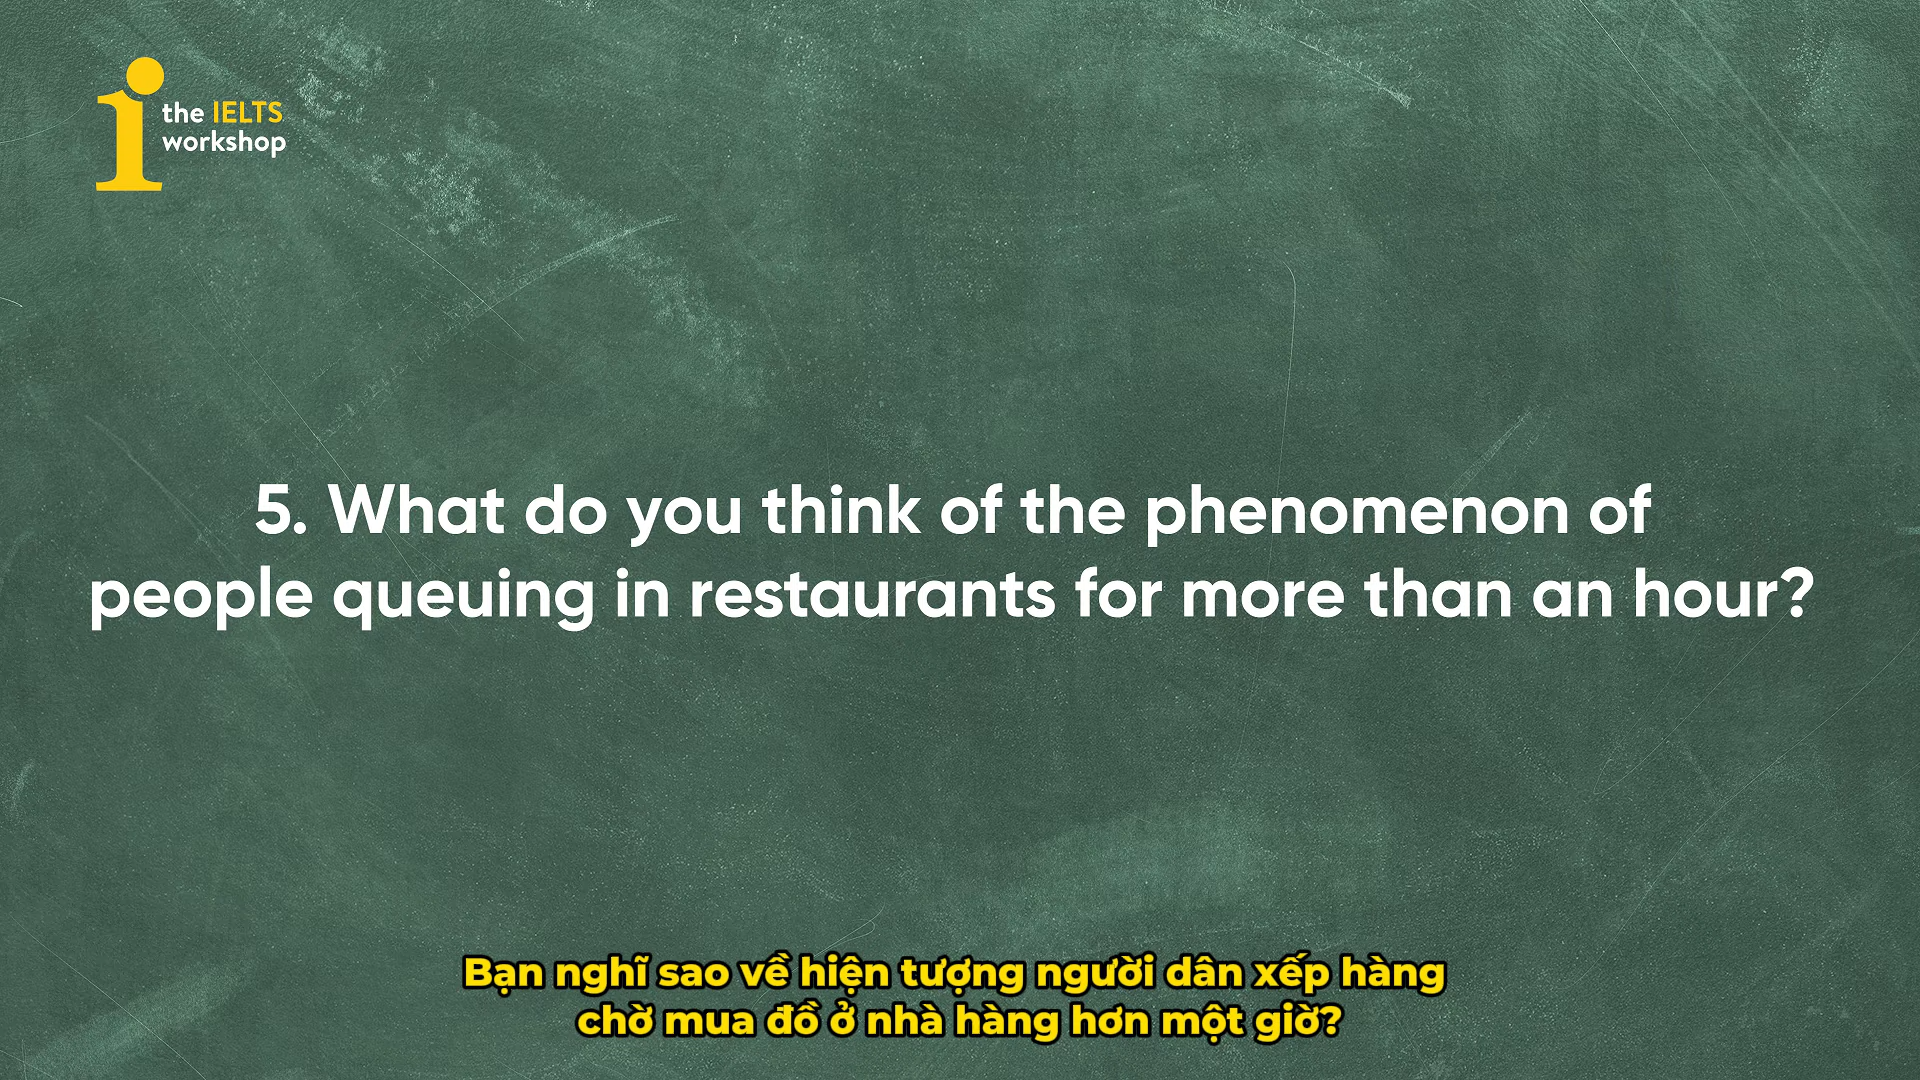 the IELTS
workshop
5. What do you think of the phenomenon of
people queuing in restaurants for more than an hour?
Bạn nghĩ sao về hiện tượng người dân xếp hàng
chờ mua đồ ở nhà hàng hơn một giờ?